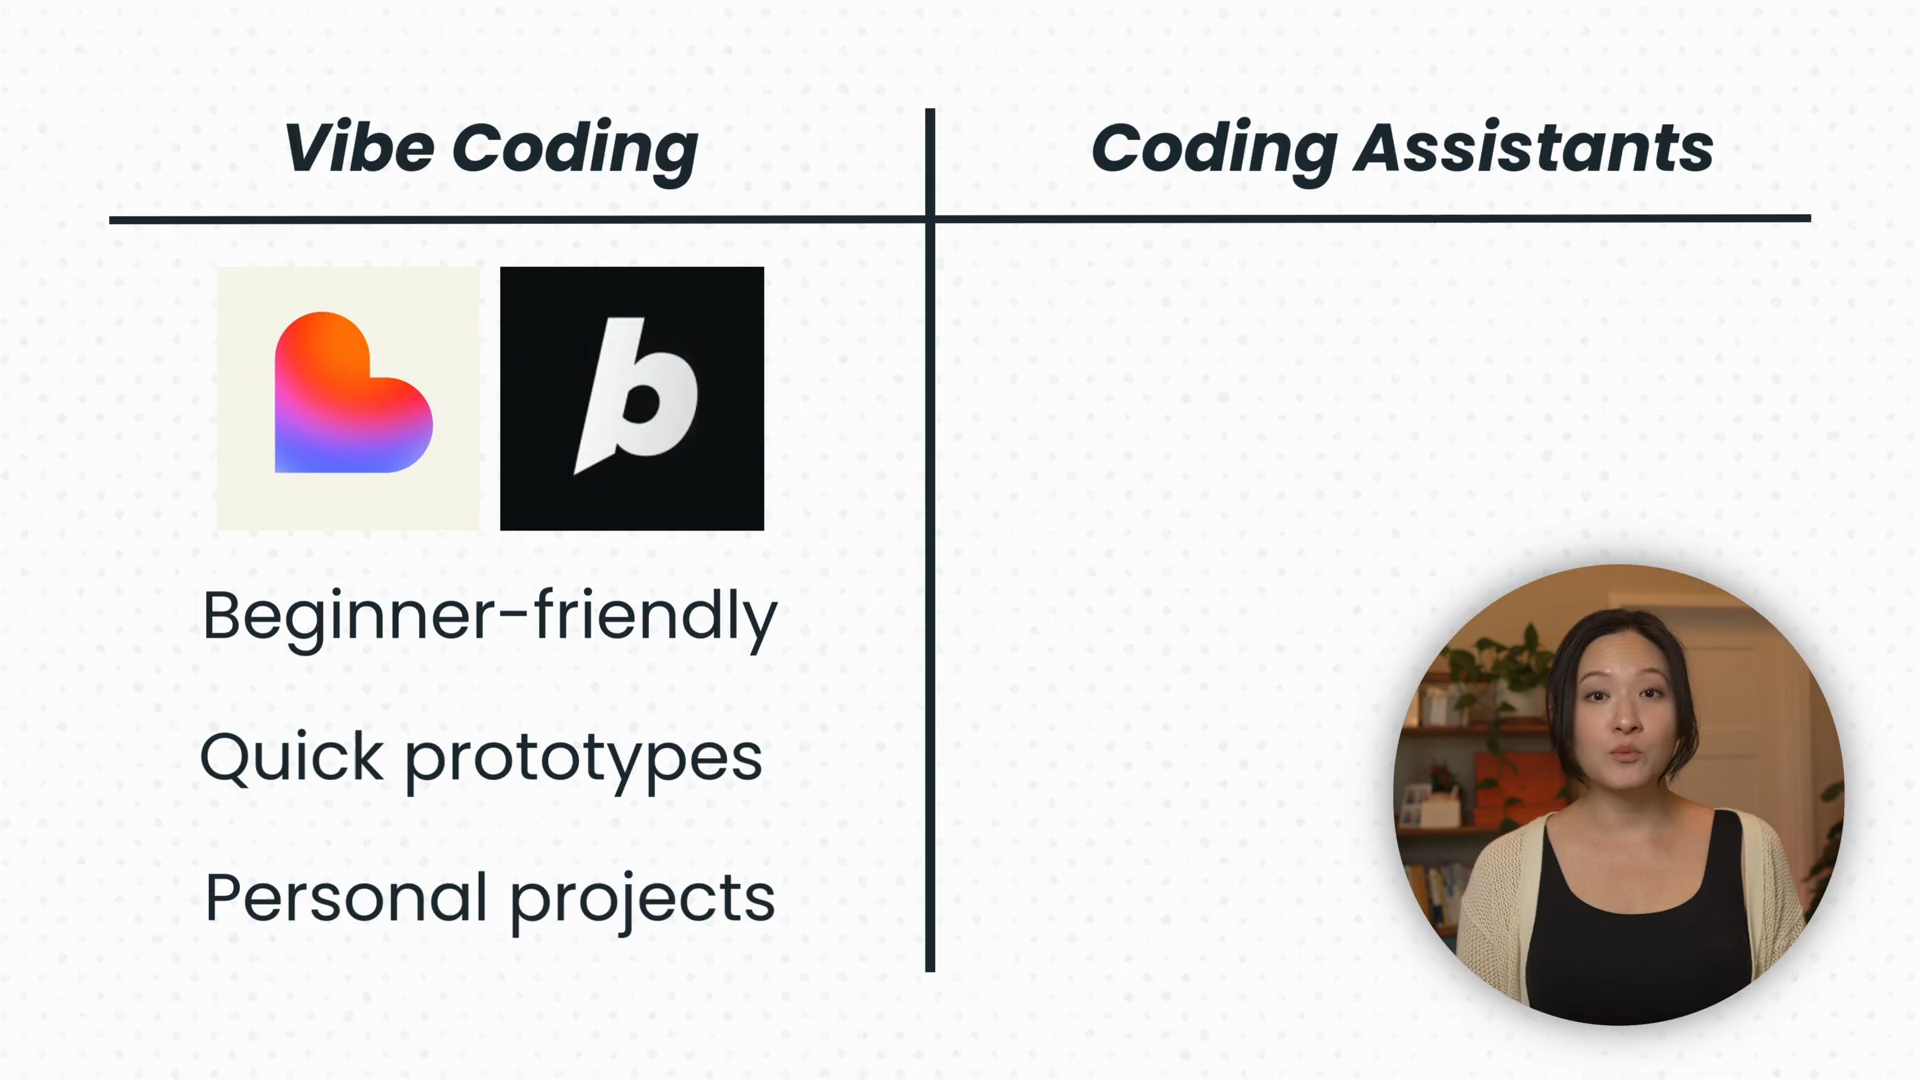 Vibe Coding
Coding Assistants
b
Beginner-friendly
Quick prototypes
Personal projects